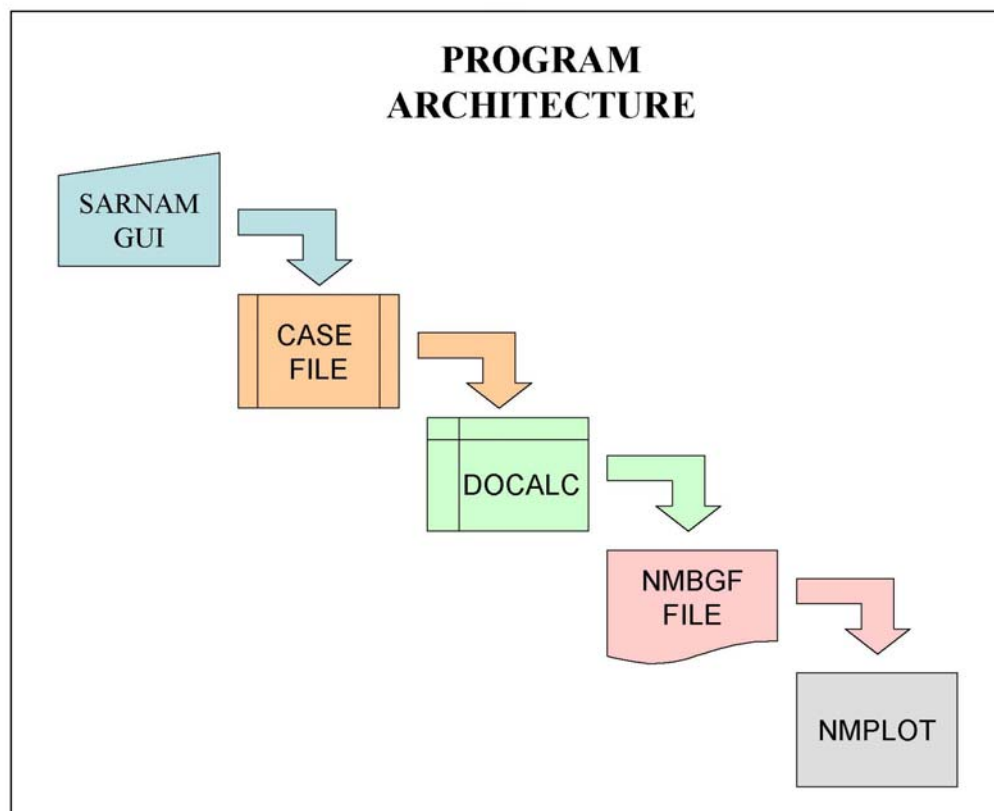 PROGRAM
ARCHITECTURE
SARNAM
GUI
CASE
FILE
DOCALC
NMBGF
FILE
NMPLOT